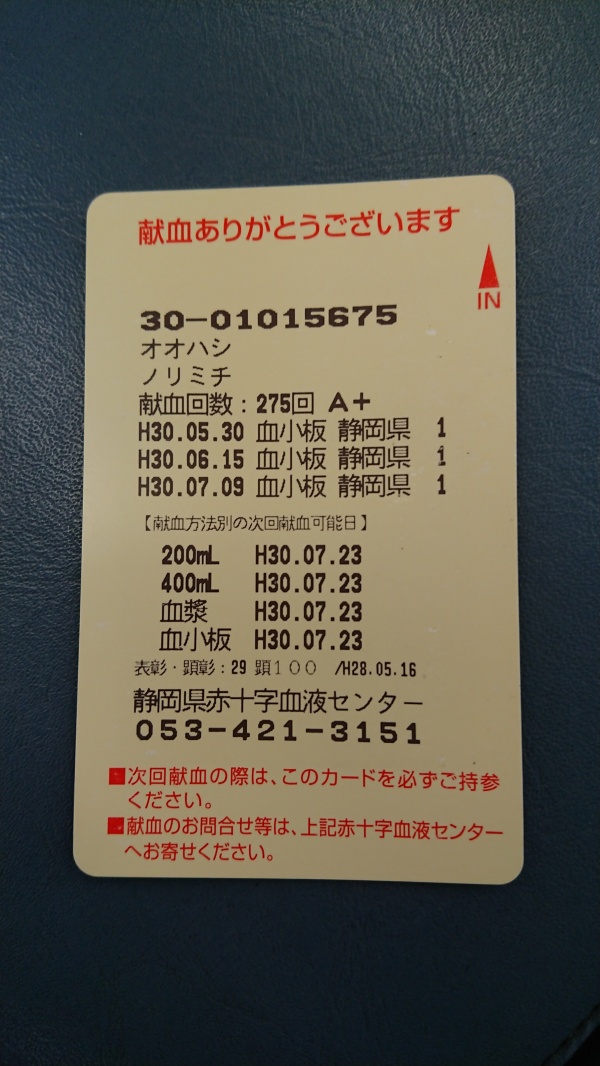 献血ありがとうございます
IN
30-01015675
オオハシ
ノリミチ
献血回数：275回 A+
H30.05.30 血小板 静岡県 1
H30.06.15 血小板 静岡県 1
H30.07.09 血小板 静岡県 1
【献血方法別の次回献血可能日】
200mL H30.07.23
400mL H30.07.23
血漿 H30.07.23
血小板 H30.07.23
表彰・顕彰：29 顕100 /H28.05.16
静岡県赤十字血液センター
053-421-3151
■次回献血の際は、このカードを必ずご持参
ください。
■献血のお問合せ等は、上記赤十字血液センター
へお寄せください。